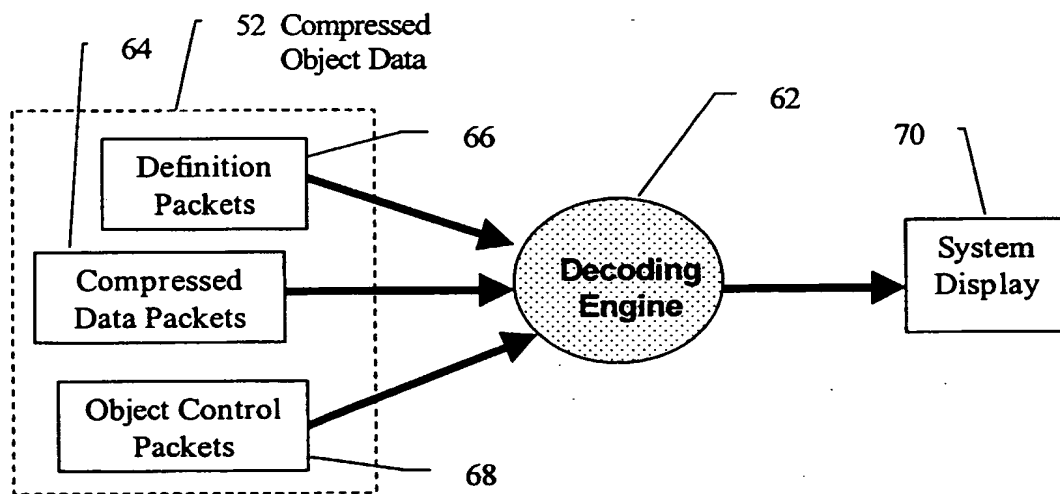 52 Compressed
Object Data
64
66
62
70
Definition
Packets
Compressed
Data Packets
Object Control
Packets
68
Decoding
Engine
System
Display